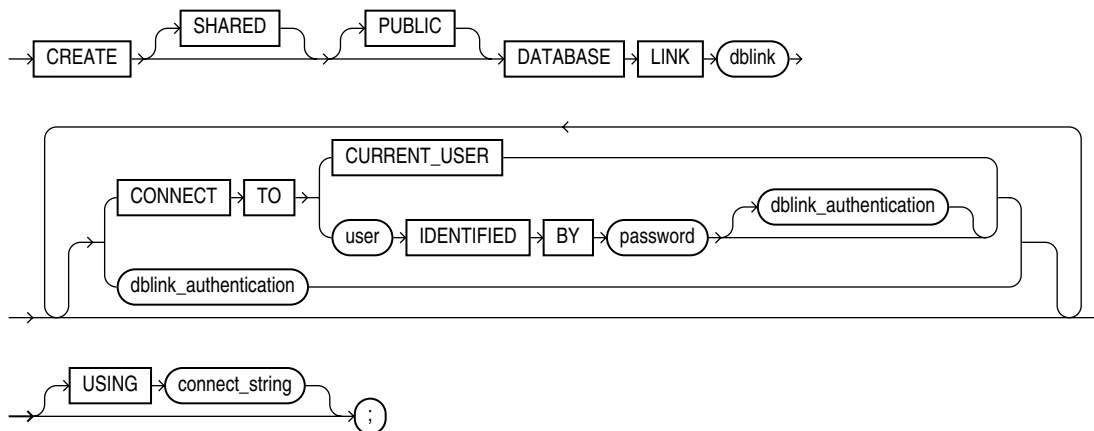 SHARED PUBLIC
CREATE DATABASE LINK dblink
CURRENT_USER
CONNECT TO dblink_authentication
user IDENTIFIED BY password
dblink_authentication
USING connect_string
;